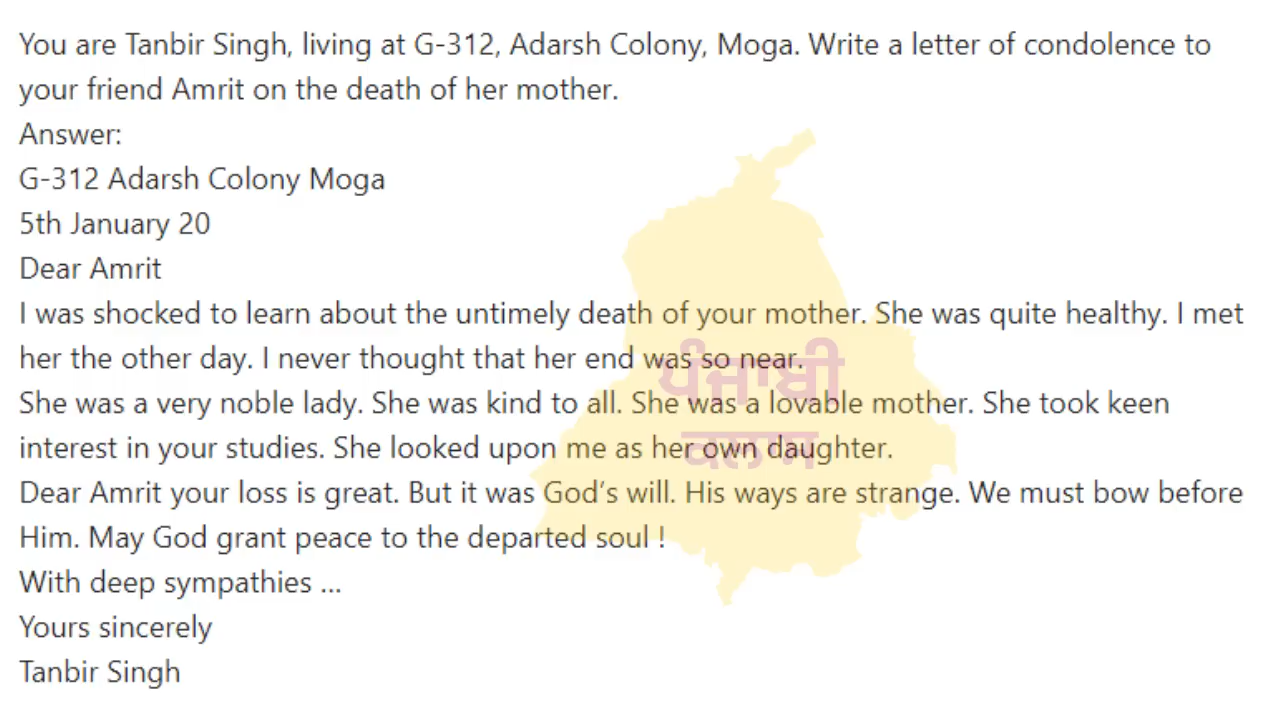 You are Tanbir Singh, living at G-312, Adarsh Colony, Moga. Write a letter of condolence to
your friend Amrit on the death of her mother.
Answer:
G-312 Adarsh Colony Moga
5th January 20
Dear Amrit
I was shocked to learn about the untimely death of your mother. She was quite healthy. I met
her the other day. I never thought that her end was so near.
She was a very noble lady. She was kind to all. She was a lovable mother. She took keen
interest in your studies. She looked upon me as her own daughter.
Dear Amrit your loss is great. But it was God’s will. His ways are strange. We must bow before
Him. May God grant peace to the departed soul !
With deep sympathies ...
Yours sincerely
Tanbir Singh
ਪੰਜਾਬੀ
ਕਲਾਸ